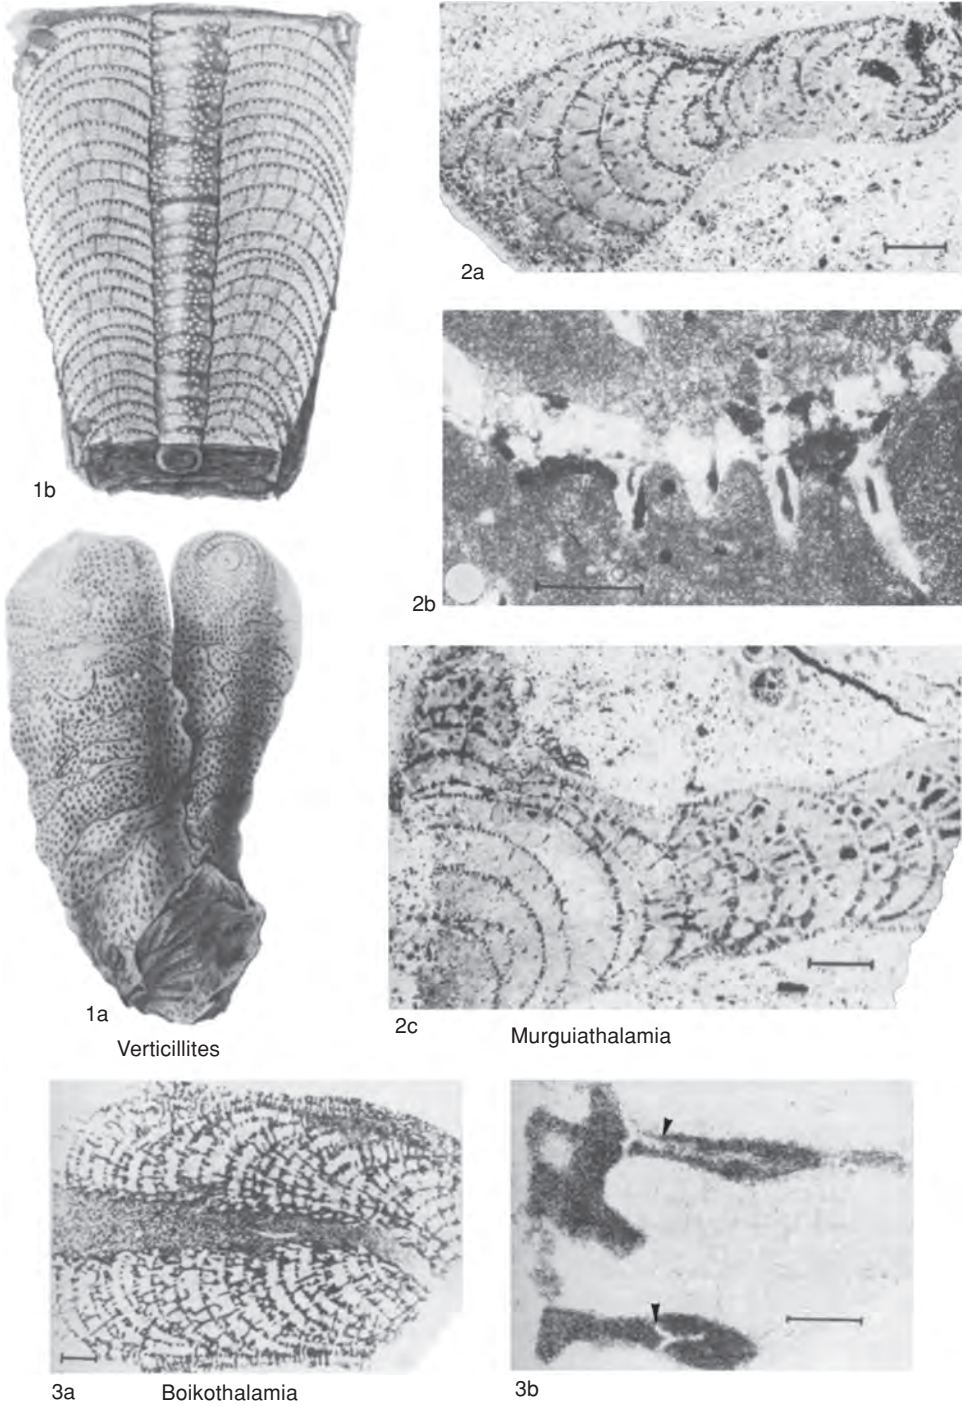 2a
1b
2b
1a
2c
Verticillites
Murguiathalamia
3a
Boikothalamia
3b